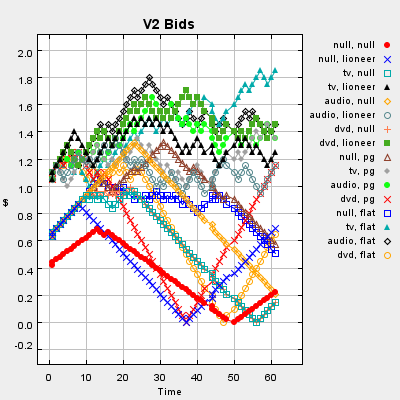 V2 Bids
2.0
1.8
1.6
1.4
1.2
1.0
0.8
0.6
0.4
0.2
0.0
-0.2
$
0 10 20 30 40 50 60
Time
null, null
null, lioneer
tv, null
tv, lioneer
audio, null
audio, lioneer
dvd, null
dvd, lioneer
null, pg
tv, pg
audio, pg
dvd, pg
null, flat
tv, flat
audio, flat
dvd, flat